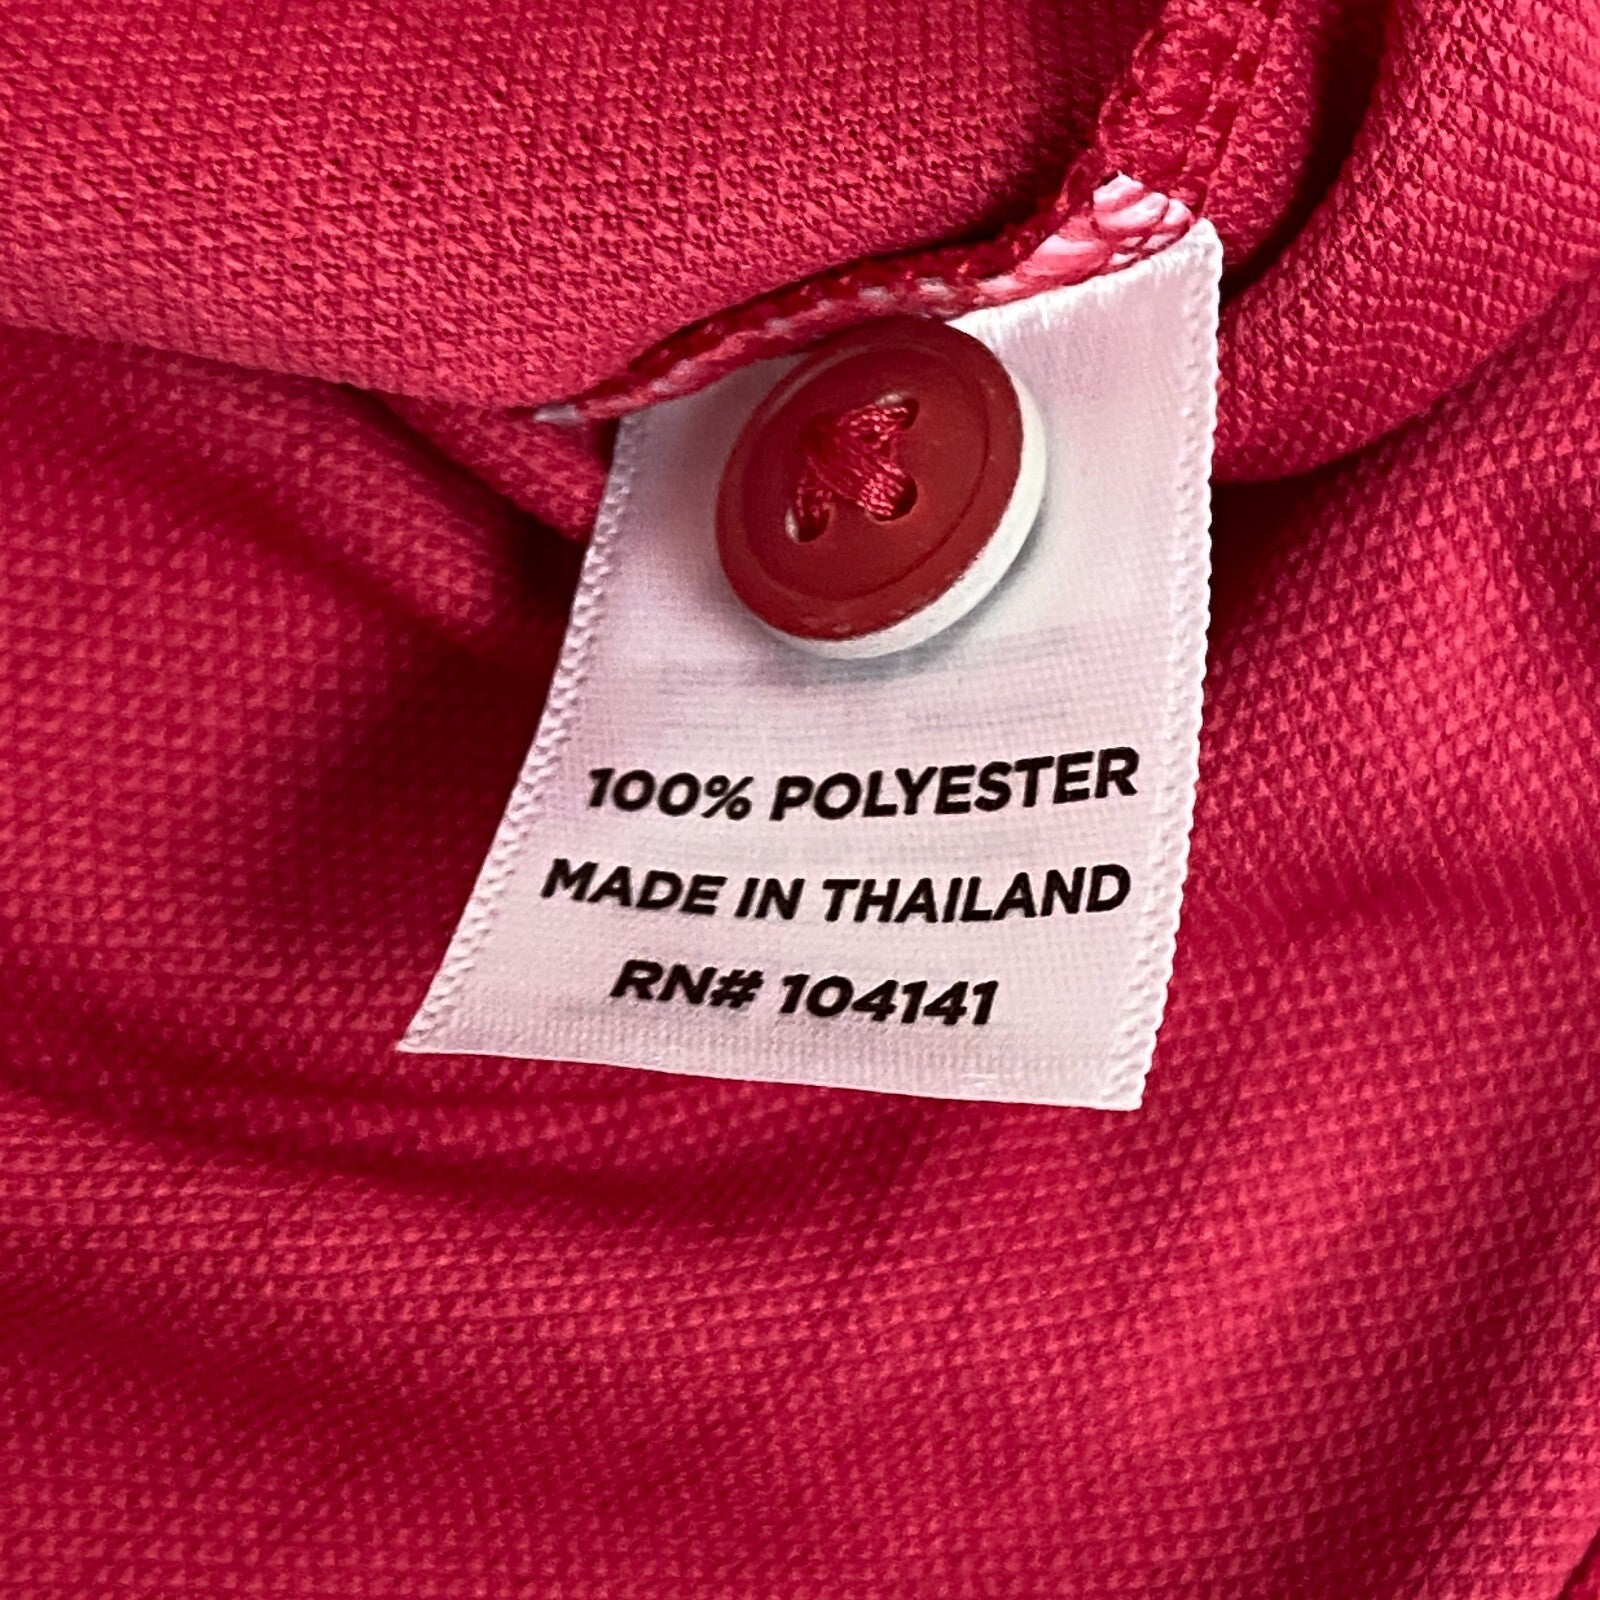 100% POLYESTER
MADE IN THAILAND
RN# 104141